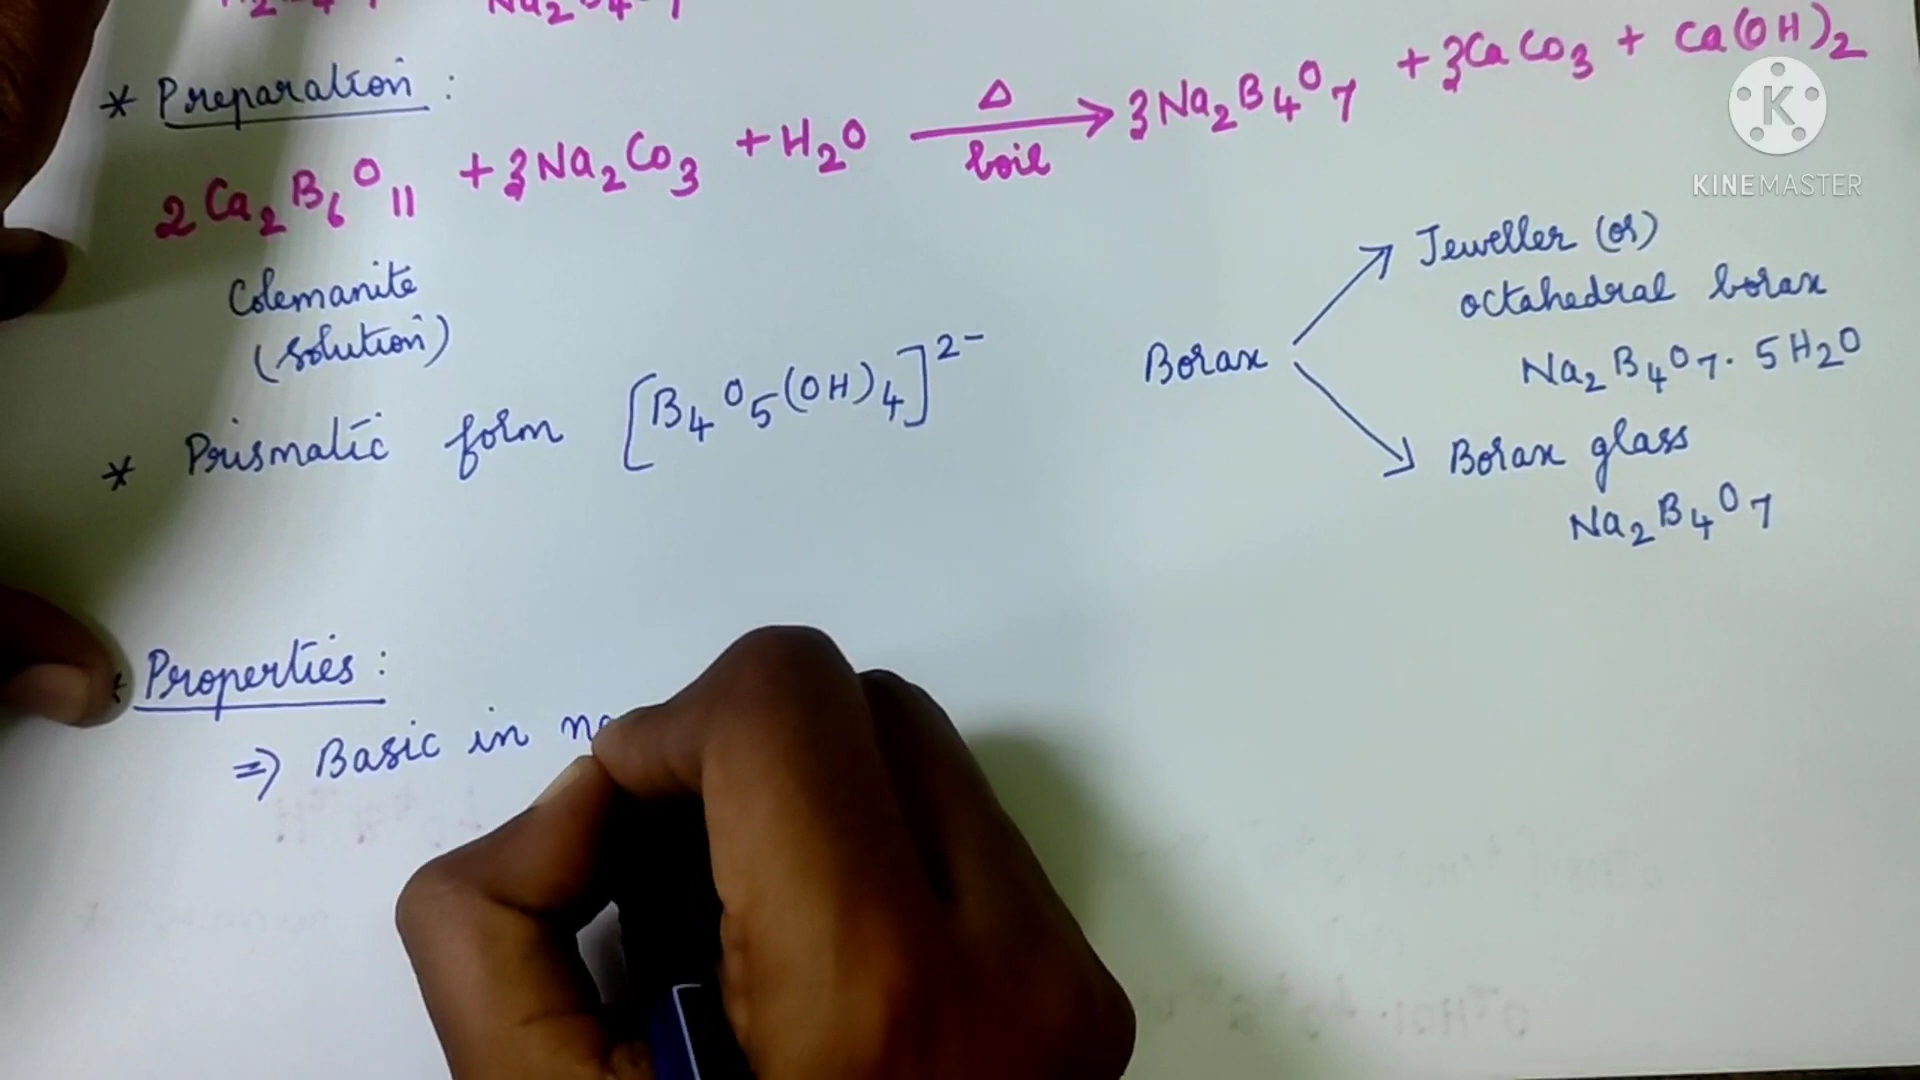 * Preparation :
2Ca₂B₆O₁₁ + 3Na₂Co₃ + H₂O →(Δ boil) 3Na₂B₄O₇ + 3CaCo₃ + Ca(OH)₂
KINEMASTER
Colemanite
(solution)
* Prismatic form [B₄O₅(OH)₄]²⁻
Borax
Jeweller (or)
octahedral borax
Na₂B₄O₇. 5H₂O
Borax glass
Na₂B₄O₇
* Properties :
⇒ Basic in